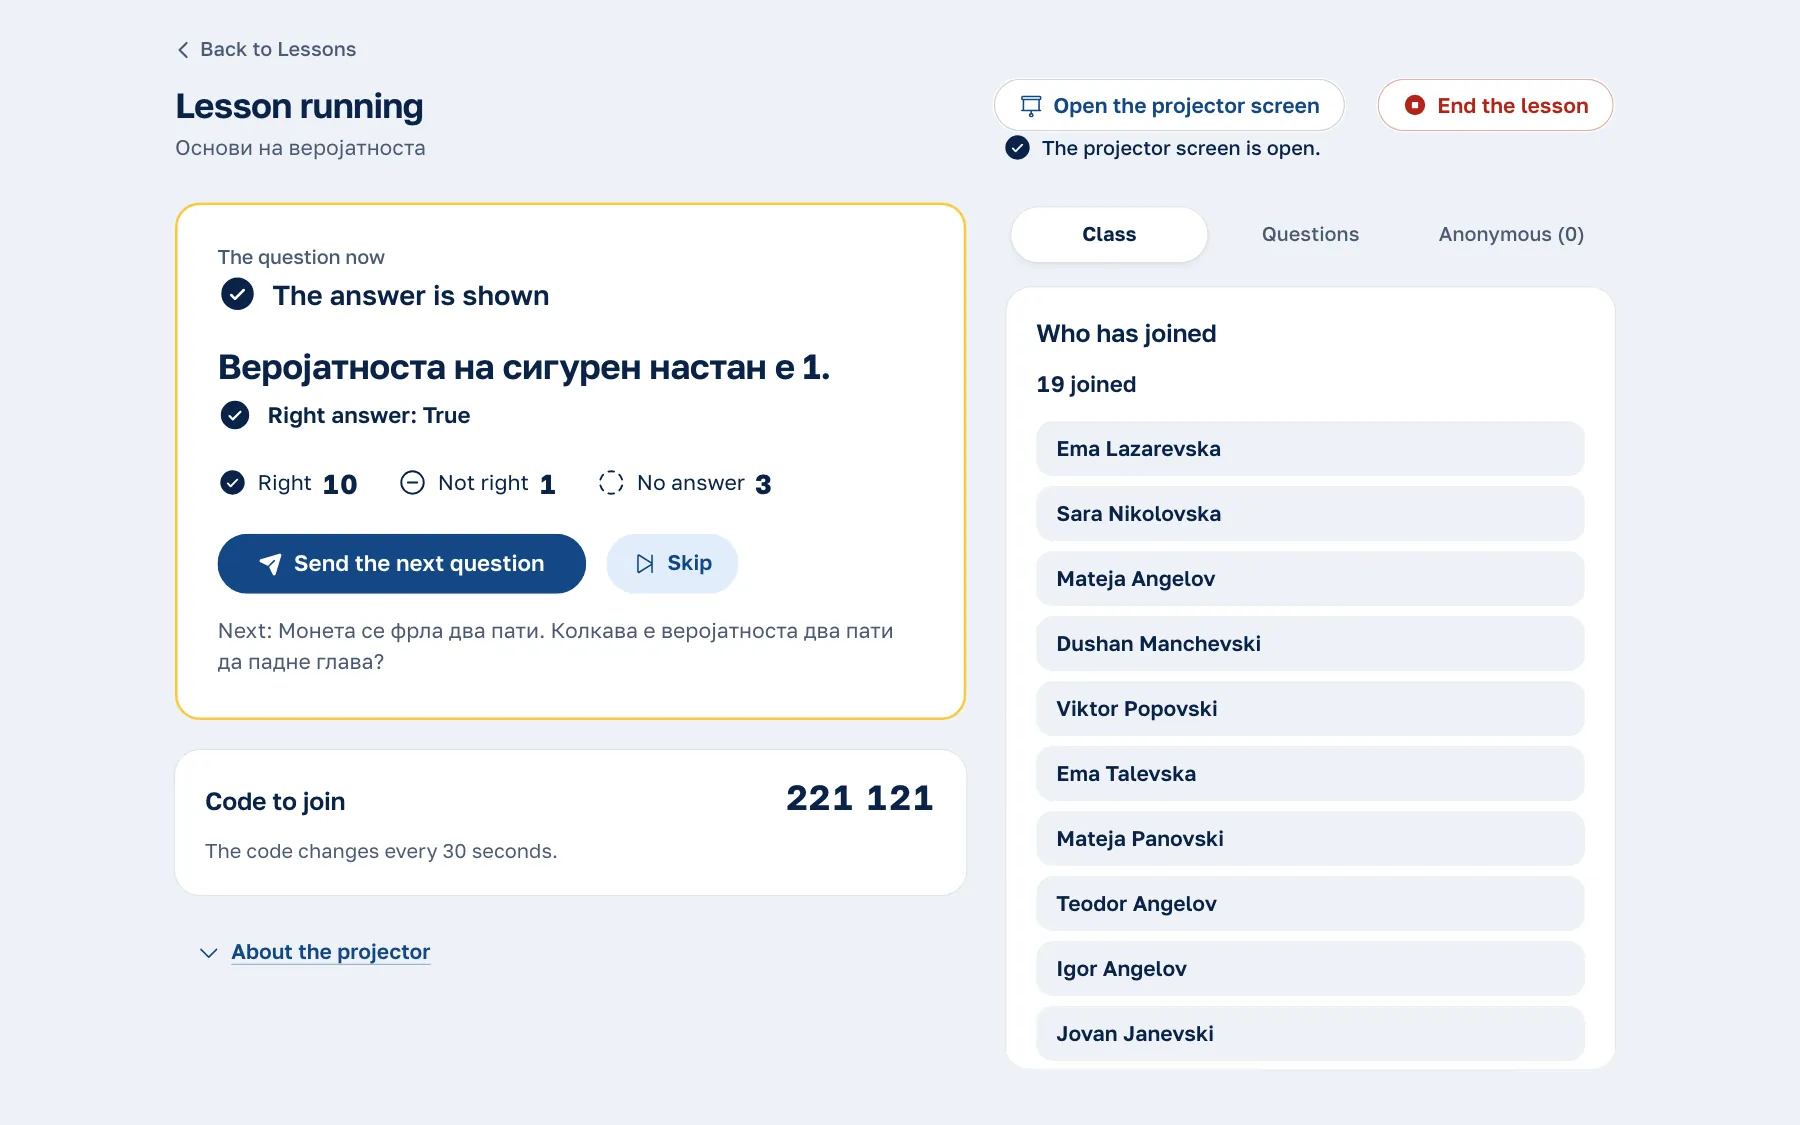 Back to Lessons
Lesson running
Основи на веројатноста
Open the projector screen
End the lesson
The projector screen is open.
The question now
The answer is shown
Веројатноста на сигурен настан е 1.
Right answer: True
Right 10
Not right 1
No answer 3
Send the next question
Skip
Next: Монета се фрла два пати. Колкава е веројатноста два пати
да падне глава?
Code to join
221 121
The code changes every 30 seconds.
About the projector
Class
Questions
Anonymous (0)
Who has joined
19 joined
Ema Lazarevska
Sara Nikolovska
Mateja Angelov
Dushan Manchevski
Viktor Popovski
Ema Talevska
Mateja Panovski
Teodor Angelov
Igor Angelov
Jovan Janevski